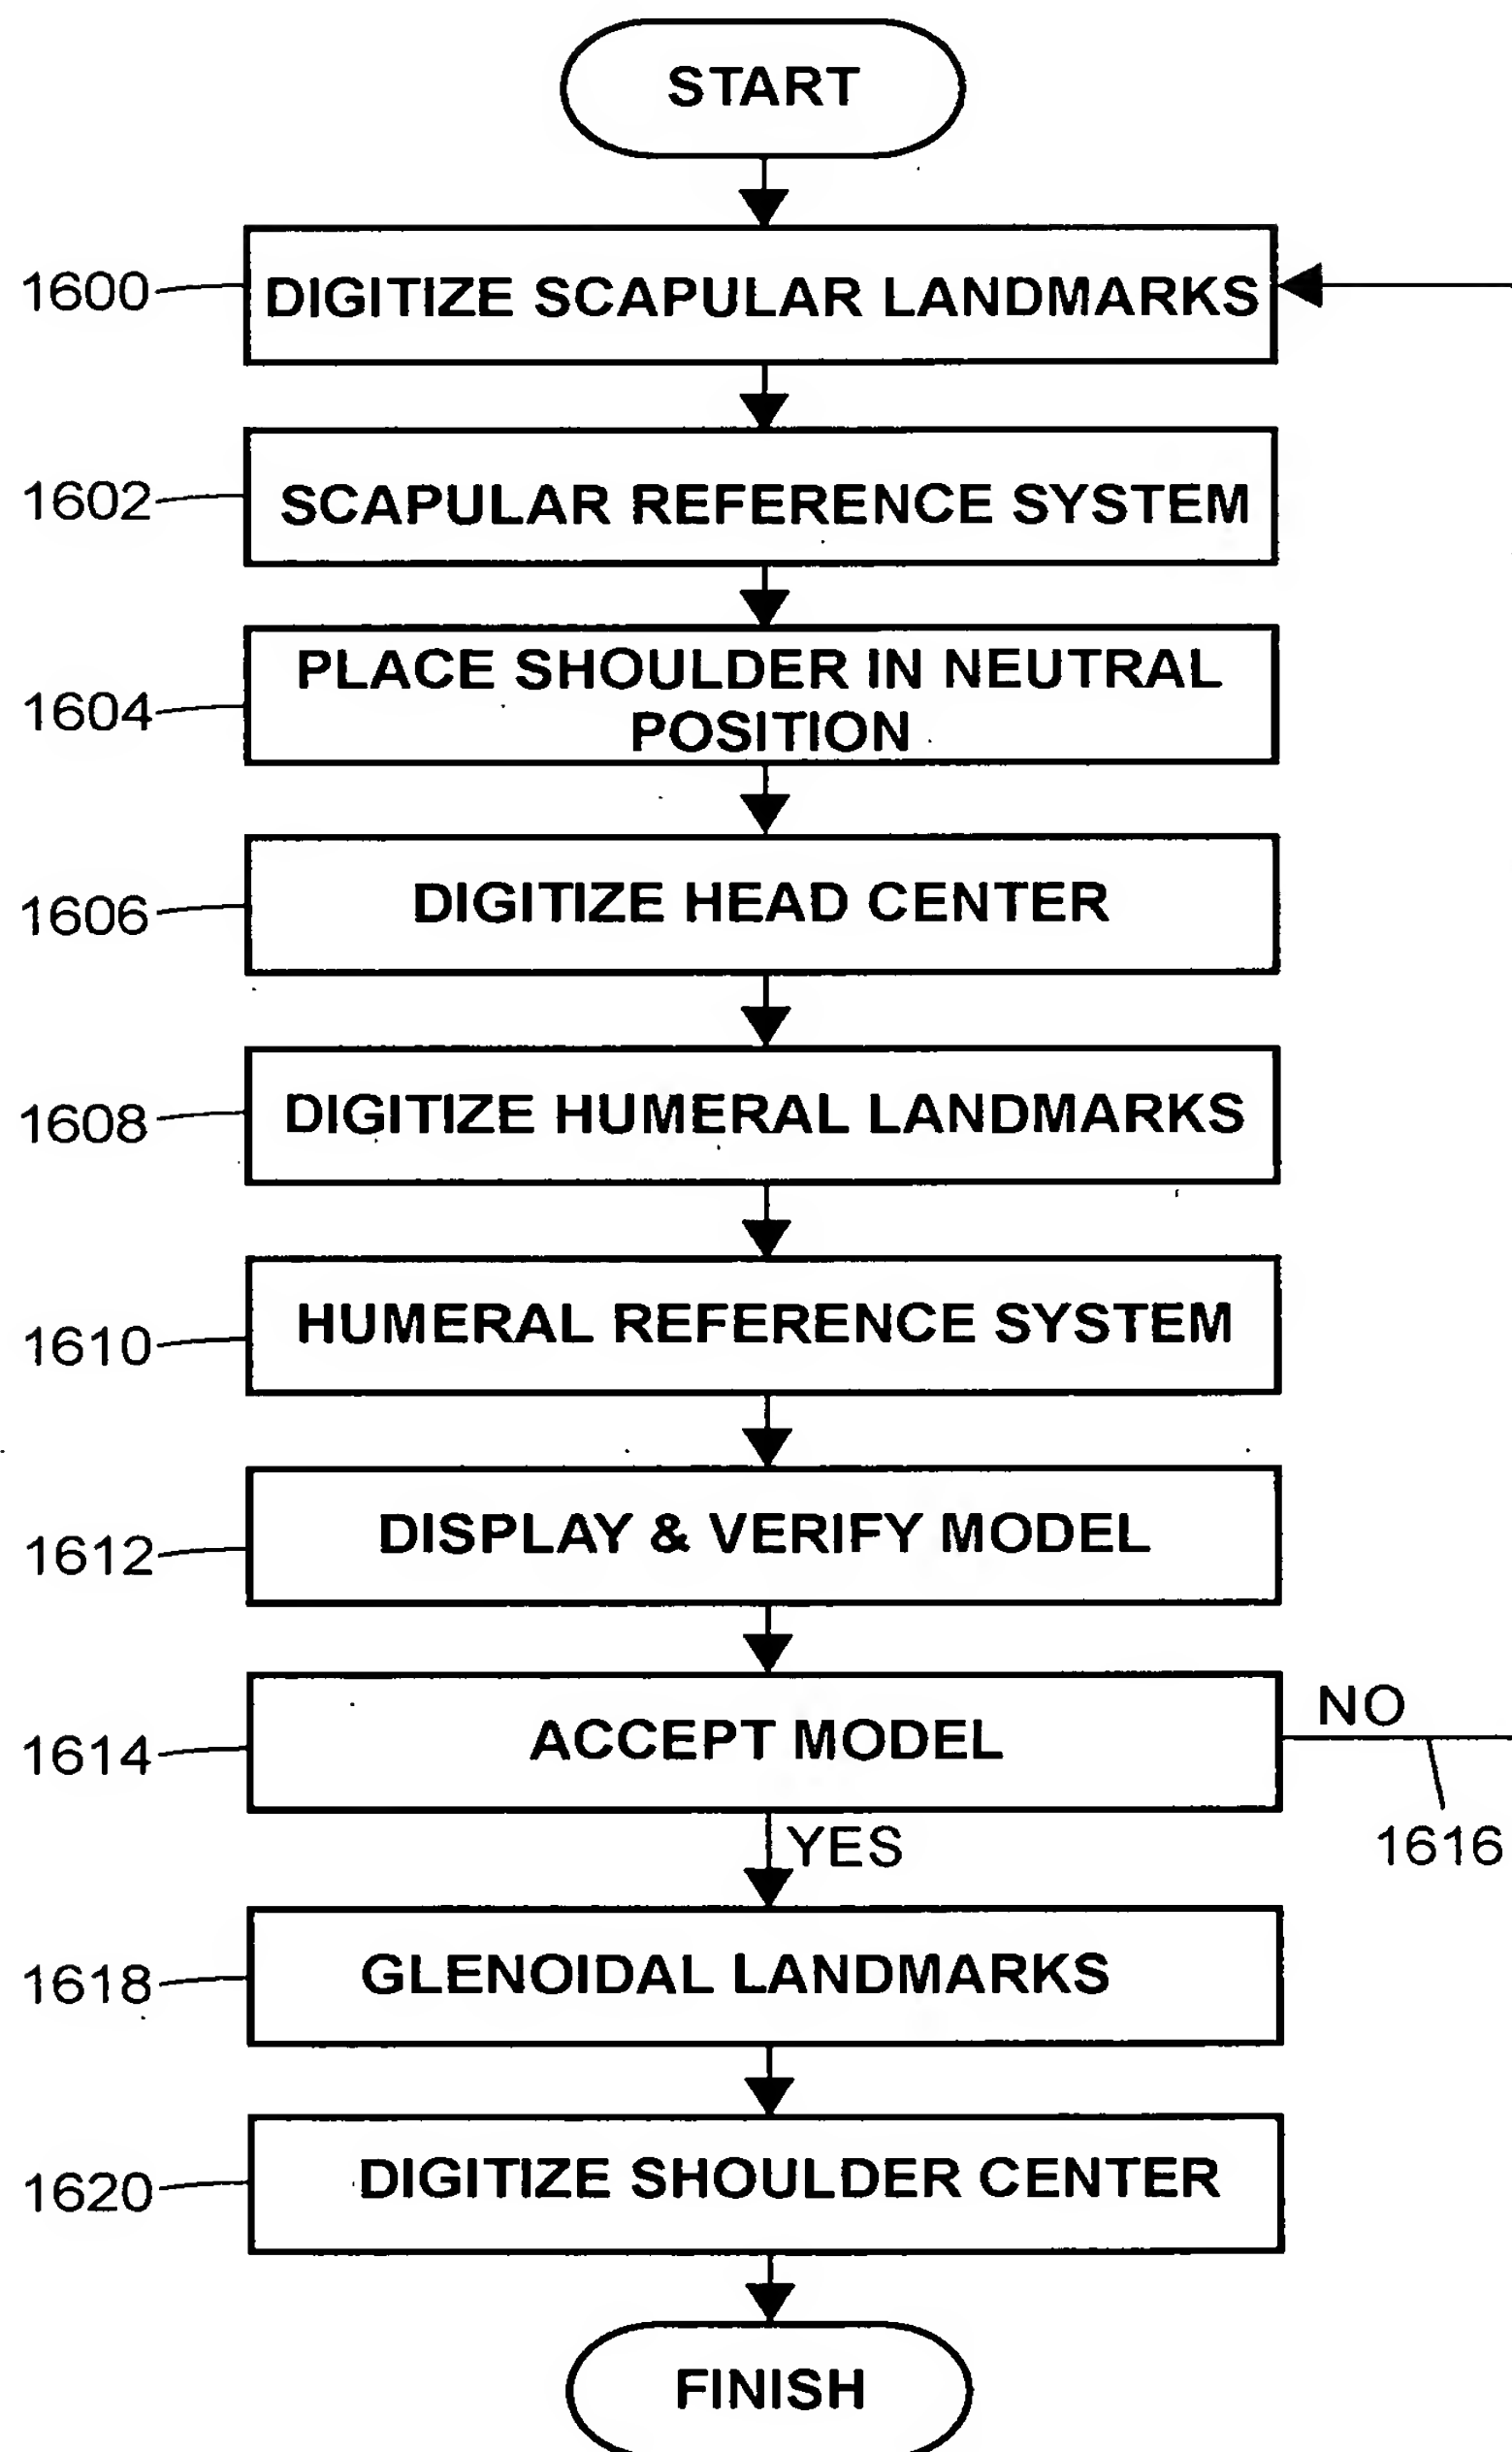 START
1600
DIGITIZE SCAPULAR LANDMARKS
1602
SCAPULAR REFERENCE SYSTEM
1604
PLACE SHOULDER IN NEUTRAL
POSITION
1606
DIGITIZE HEAD CENTER
1608
DIGITIZE HUMERAL LANDMARKS
1610
HUMERAL REFERENCE SYSTEM
1612
DISPLAY & VERIFY MODEL
1614
ACCEPT MODEL
NO
1616
YES
1618
GLENOIDAL LANDMARKS
1620
DIGITIZE SHOULDER CENTER
FINISH